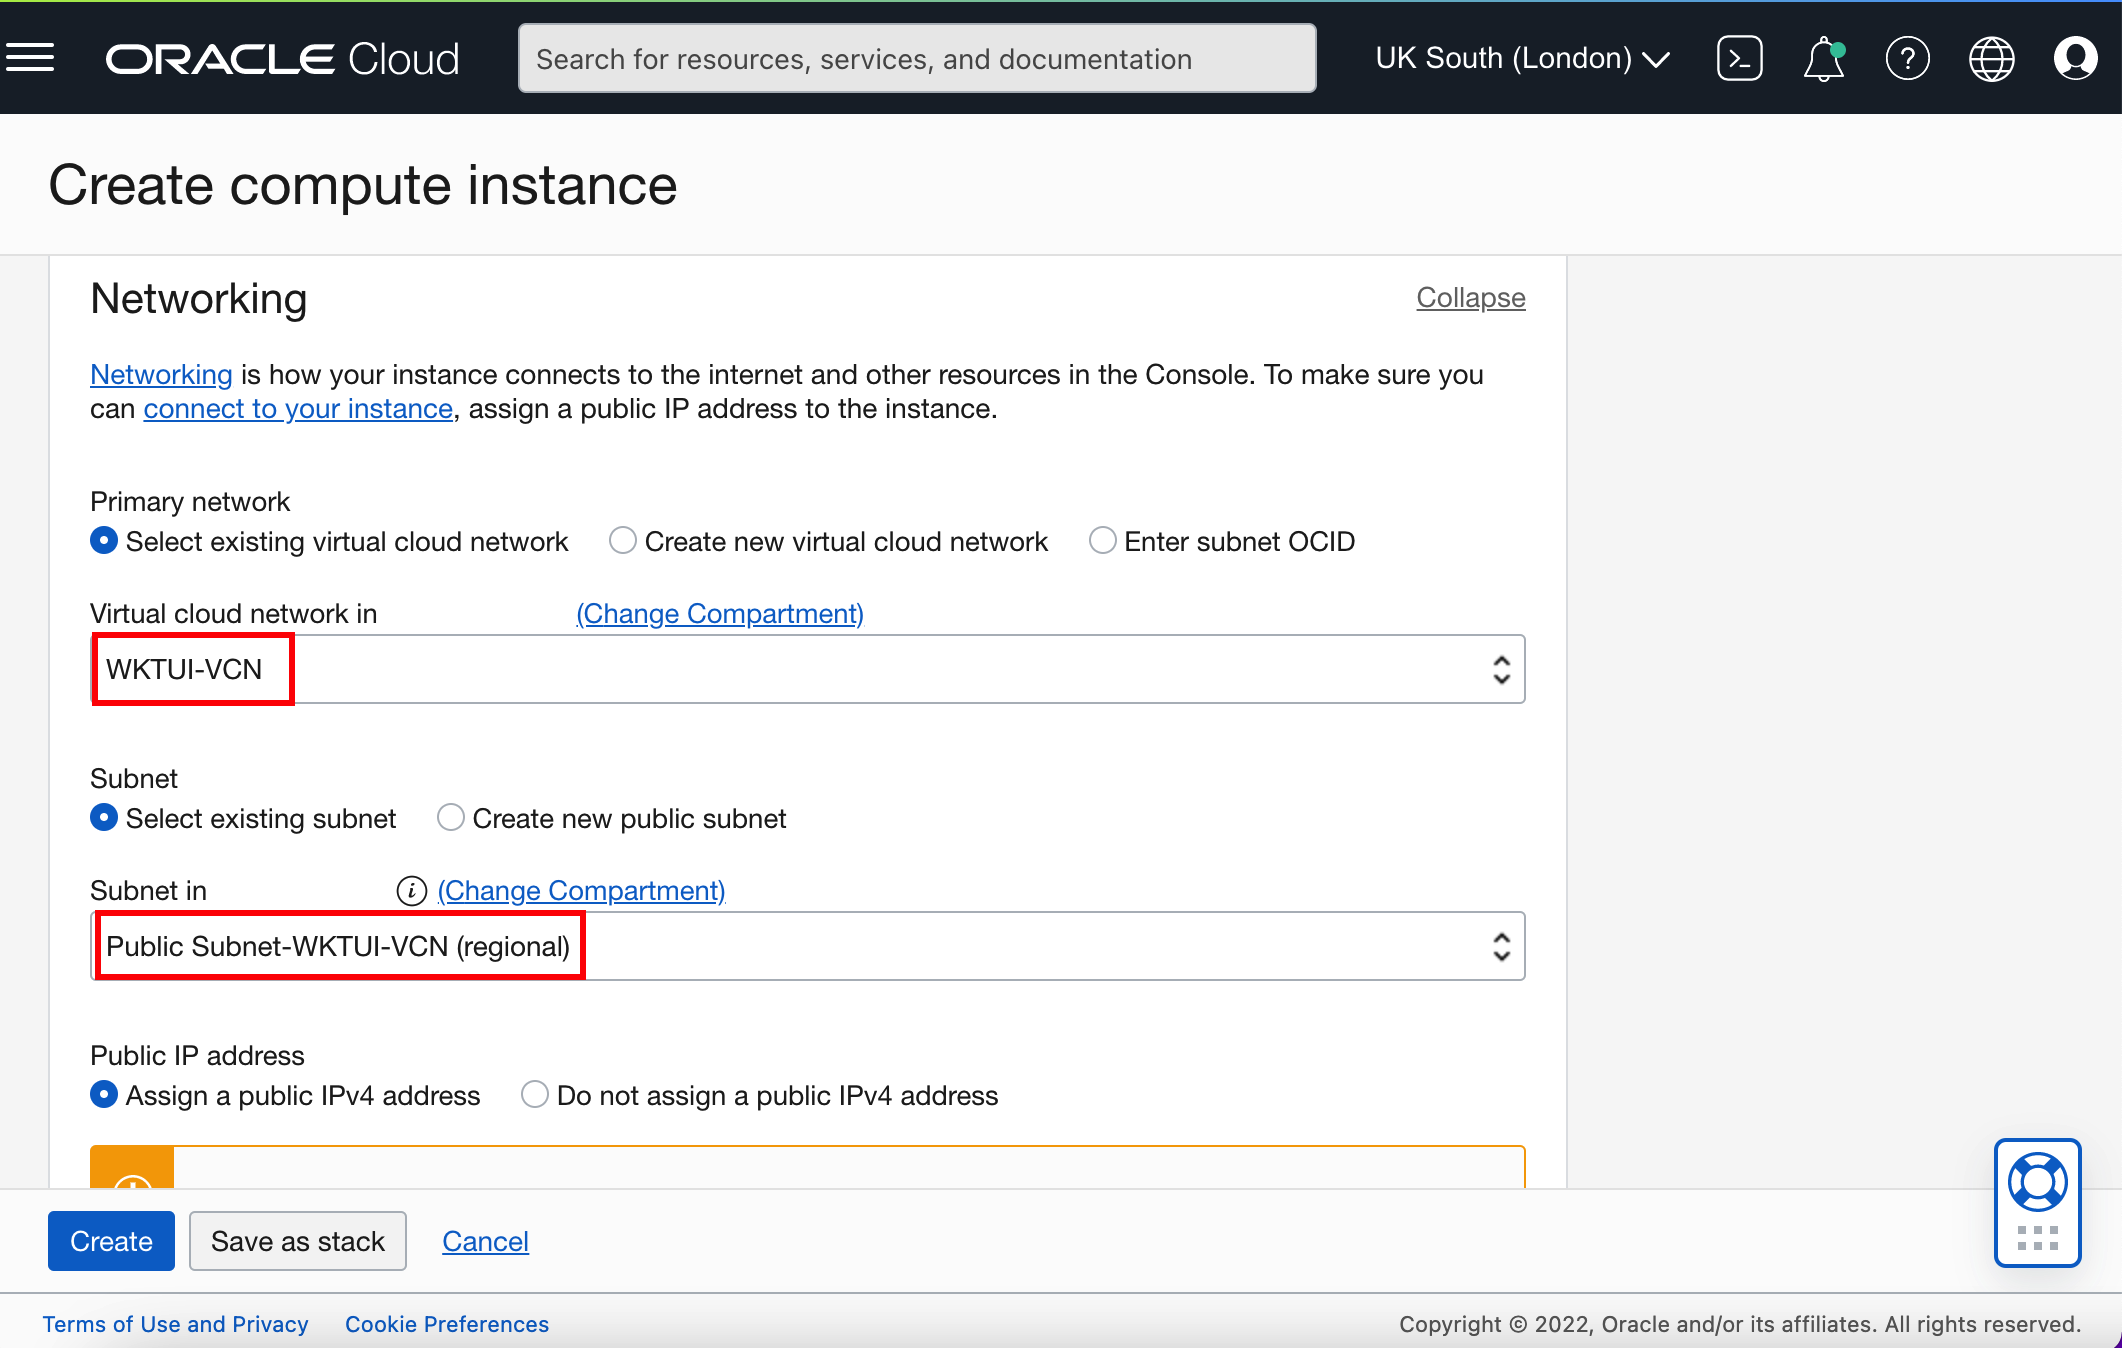 ORACLE Cloud
Search for resources, services, and documentation
UK South (London)
Create compute instance
Networking
Collapse
Networking is how your instance connects to the internet and other resources in the Console. To make sure you
can connect to your instance, assign a public IP address to the instance.
Primary network
Select existing virtual cloud network Create new virtual cloud network Enter subnet OCID
Virtual cloud network in (Change Compartment)
WKTUI-VCN
Subnet
Select existing subnet Create new public subnet
Subnet in (Change Compartment)
Public Subnet-WKTUI-VCN (regional)
Public IP address
Assign a public IPv4 address Do not assign a public IPv4 address
Create Save as stack Cancel
Terms of Use and Privacy Cookie Preferences
Copyright © 2022, Oracle and/or its affiliates. All rights reserved.